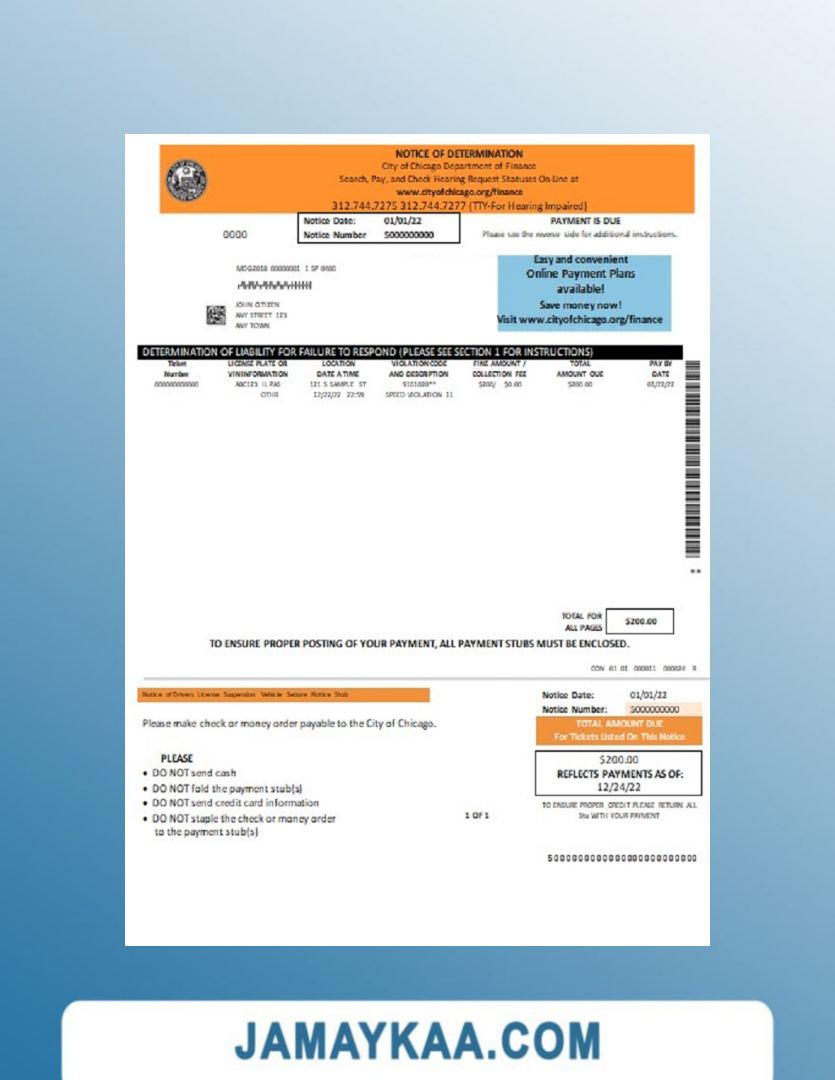 NOTICE OF DETERMINATION
City of Chicago Department of Finance
Search, Pay, and Check Hearing Request Statuses On-Line at
www.cityofchicago.org/finance
312.744.7275 312.744.7277 (TTY-For Hearing Impaired)
Notice Date: 01/01/22
Notice Number 5000000000
PAYMENT IS DUE
Please see the reverse side for additional instructions.
0000
Easy and convenient
Online Payment Plans
available!
Save money now!
Visit www.cityofchicago.org/finance
MDG2018 00000001 1 SP 0460
JOHN CITIZEN
ANY STREET 123
ANY TOWN
DETERMINATION OF LIABILITY FOR FAILURE TO RESPOND (PLEASE SEE SECTION 1 FOR INSTRUCTIONS)
Ticket LICENSE PLATE OR LOCATION VIOLATION CODE FINE AMOUNT / TOTAL PAY BY
Number VIN INFORMATION DATE A TIME AND DESCRIPTION COLLECTION FEE AMOUNT DUE DATE
000000000000 ABC123 IL PAS 121 S SAMPLE ST 9101020** $200/ $0.00 $200.00 01/22/22
OTHR 12/22/22 22:59 SPEED VIOLATION 11
TOTAL FOR
ALL PAGES
$200.00
TO ENSURE PROPER POSTING OF YOUR PAYMENT, ALL PAYMENT STUBS MUST BE ENCLOSED.
CON 01 01 000011 000024 R
Notice of Drivers License Suspension Vehicle Seizure Notice Stub
Notice Date: 01/01/22
Notice Number: 5000000000
Please make check or money order payable to the City of Chicago.
TOTAL AMOUNT DUE
For Tickets Listed On This Notice
$200.00
REFLECTS PAYMENTS AS OF:
12/24/22
PLEASE
• DO NOT send cash
• DO NOT fold the payment stub(s)
• DO NOT send credit card information
• DO NOT staple the check or money order
to the payment stub(s)
1 OF 1
TO ENSURE PROPER CREDIT PLEASE RETURN ALL
WITH YOUR PAYMENT
JAMAYKAA.COM